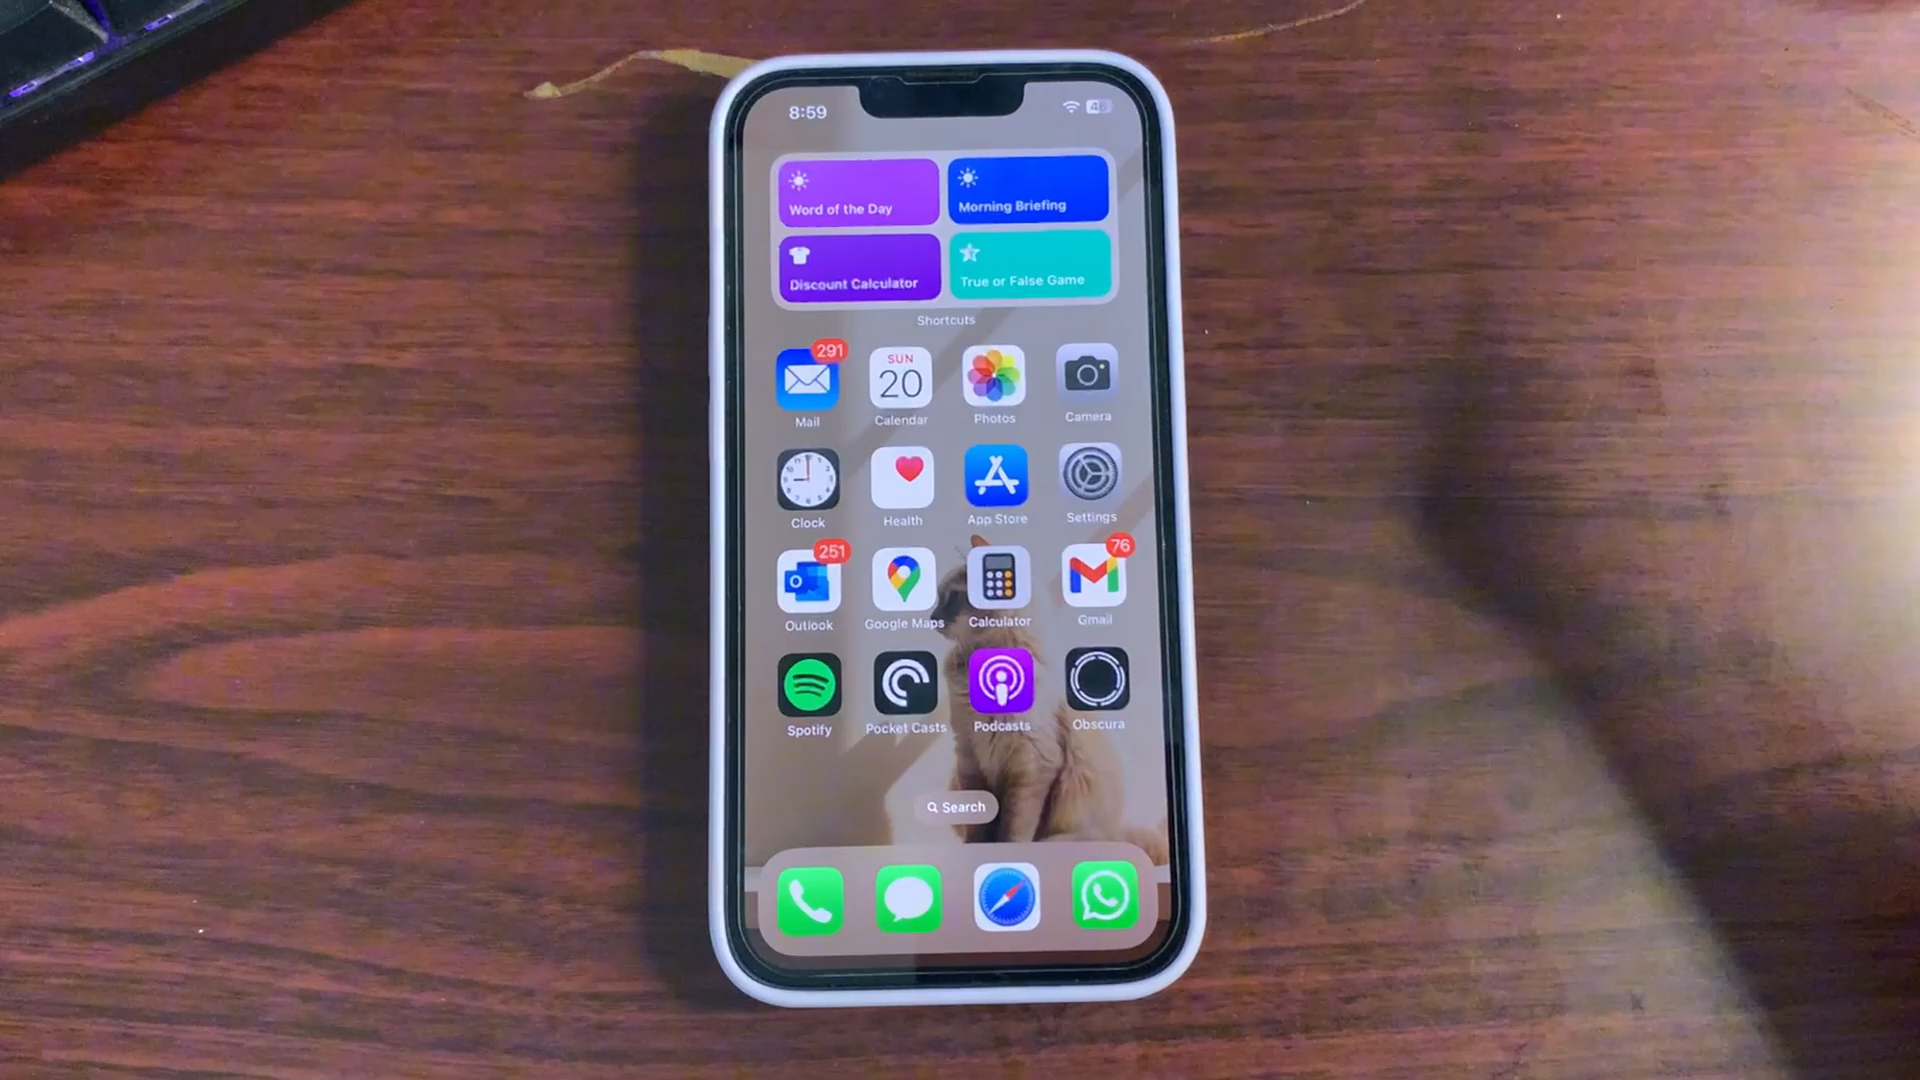 8:59
Word of the Day
Morning Briefing
Discount Calculator
True or False Game
Shortcuts
291
SUN
20
Mail
Calendar
Photos
Camera
Clock
Health
App Store
Settings
251
76
Outlook
Google Maps
Calculator
Gmail
Spotify
Pocket Casts
Podcasts
Obscura
Search